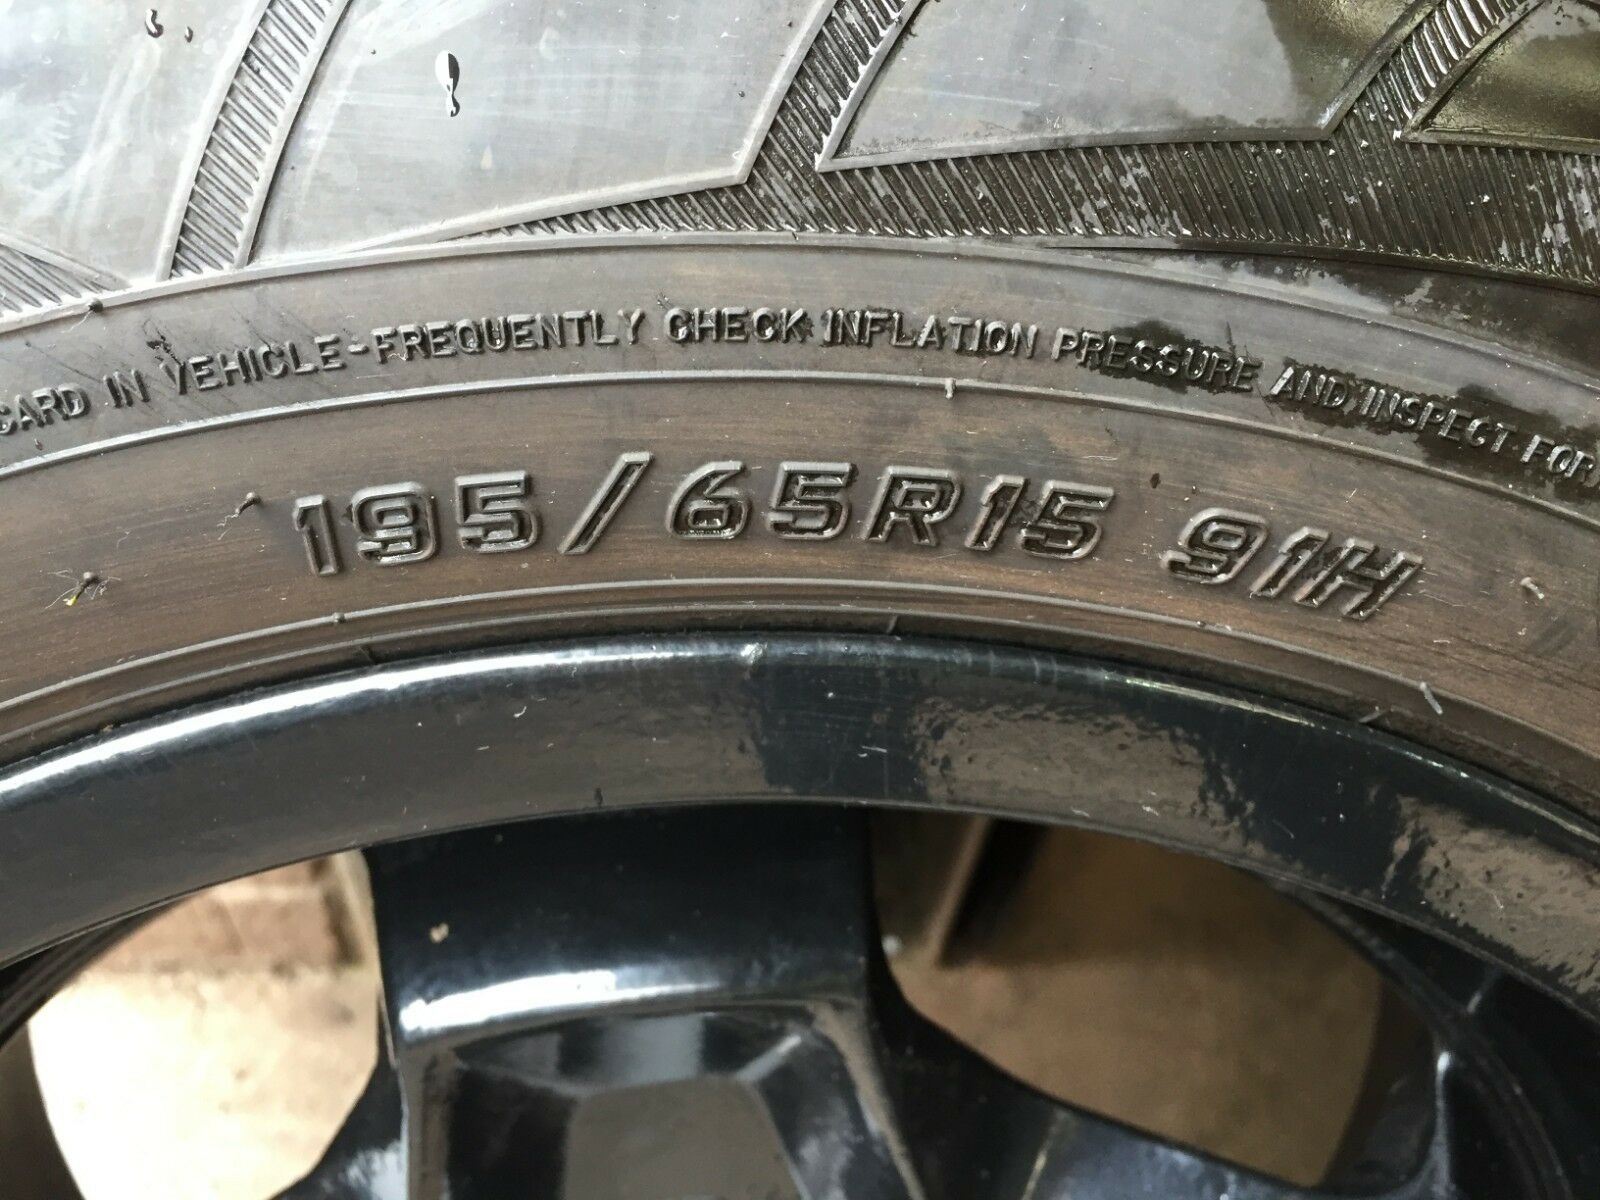 CARD IN VEHICLE-FREQUENTLY CHECK INFLATION PRESSURE AND INSPECT FOR
195/65R15 91H